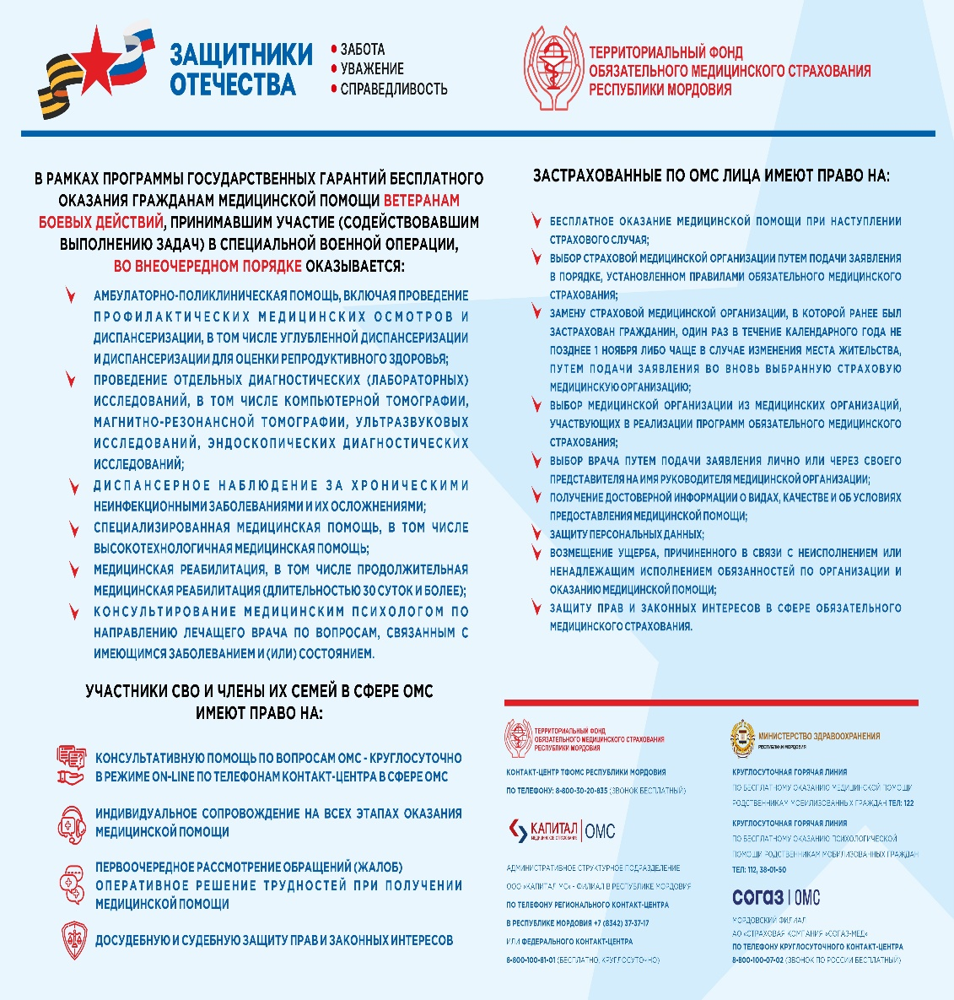 ЗАЩИТНИКИ
ОТЕЧЕСТВА
• ЗАБОТА
• УВАЖЕНИЕ
• СПРАВЕДЛИВОСТЬ
ТЕРРИТОРИАЛЬНЫЙ ФОНД
ОБЯЗАТЕЛЬНОГО МЕДИЦИНСКОГО СТРАХОВАНИЯ
РЕСПУБЛИКИ МОРДОВИЯ
В РАМКАХ ПРОГРАММЫ ГОСУДАРСТВЕННЫХ ГАРАНТИЙ БЕСПЛАТНОГО
ОКАЗАНИЯ ГРАЖДАНАМ МЕДИЦИНСКОЙ ПОМОЩИ ВЕТЕРАНАМ
БОЕВЫХ ДЕЙСТВИЙ, ПРИНИМАВШИМ УЧАСТИЕ (СОДЕЙСТВОВАВШИМ
ВЫПОЛНЕНИЮ ЗАДАЧ) В СПЕЦИАЛЬНОЙ ВОЕННОЙ ОПЕРАЦИИ,
ВО ВНЕОЧЕРЕДНОМ ПОРЯДКЕ ОКАЗЫВАЕТСЯ:
АМБУЛАТОРНО-ПОЛИКЛИНИЧЕСКАЯ ПОМОЩЬ, ВКЛЮЧАЯ ПРОВЕДЕНИЕ
ПРОФИЛАКТИЧЕСКИХ МЕДИЦИНСКИХ ОСМОТРОВ И
ДИСПАНСЕРИЗАЦИИ, В ТОМ ЧИСЛЕ УГЛУБЛЕННОЙ ДИСПАНСЕРИЗАЦИИ
И ДИСПАНСЕРИЗАЦИИ ДЛЯ ОЦЕНКИ РЕПРОДУКТИВНОГО ЗДОРОВЬЯ;
ПРОВЕДЕНИЕ ОТДЕЛЬНЫХ ДИАГНОСТИЧЕСКИХ (ЛАБОРАТОРНЫХ)
ИССЛЕДОВАНИЙ, В ТОМ ЧИСЛЕ КОМПЬЮТЕРНОЙ ТОМОГРАФИИ,
МАГНИТНО-РЕЗОНАНСНОЙ ТОМОГРАФИИ, УЛЬТРАЗВУКОВЫХ
ИССЛЕДОВАНИЙ, ЭНДОСКОПИЧЕСКИХ ДИАГНОСТИЧЕСКИХ
ИССЛЕДОВАНИЙ;
ДИСПАНСЕРНОЕ НАБЛЮДЕНИЕ ЗА ХРОНИЧЕСКИМИ
НЕИНФЕКЦИОННЫМИ ЗАБОЛЕВАНИЯМИ И ИХ ОСЛОЖНЕНИЯМИ;
СПЕЦИАЛИЗИРОВАННАЯ МЕДИЦИНСКАЯ ПОМОЩЬ, В ТОМ ЧИСЛЕ
ВЫСОКОТЕХНОЛОГИЧНАЯ МЕДИЦИНСКАЯ ПОМОЩЬ;
МЕДИЦИНСКАЯ РЕАБИЛИТАЦИЯ, В ТОМ ЧИСЛЕ ПРОДОЛЖИТЕЛЬНАЯ
МЕДИЦИНСКАЯ РЕАБИЛИТАЦИЯ (ДЛИТЕЛЬНОСТЬЮ 30 СУТОК И БОЛЕЕ);
КОНСУЛЬТИРОВАНИЕ МЕДИЦИНСКИМ ПСИХОЛОГОМ ПО
НАПРАВЛЕНИЮ ЛЕЧАЩЕГО ВРАЧА ПО ВОПРОСАМ, СВЯЗАННЫМ С
ИМЕЮЩИМСЯ ЗАБОЛЕВАНИЕМ И (ИЛИ) СОСТОЯНИЕМ.
УЧАСТНИКИ СВО И ЧЛЕНЫ ИХ СЕМЕЙ В СФЕРЕ ОМС
ИМЕЮТ ПРАВО НА:
КОНСУЛЬТАТИВНУЮ ПОМОЩЬ ПО ВОПРОСАМ ОМС - КРУГЛОСУТОЧНО
В РЕЖИМЕ ON-LINE ПО ТЕЛЕФОНАМ КОНТАКТ-ЦЕНТРА В СФЕРЕ ОМС
ИНДИВИДУАЛЬНОЕ СОПРОВОЖДЕНИЕ НА ВСЕХ ЭТАПАХ ОКАЗАНИЯ
МЕДИЦИНСКОЙ ПОМОЩИ
ПЕРВООЧЕРЕДНОЕ РАССМОТРЕНИЕ ОБРАЩЕНИЙ (ЖАЛОБ)
ОПЕРАТИВНОЕ РЕШЕНИЕ ТРУДНОСТЕЙ ПРИ ПОЛУЧЕНИИ
МЕДИЦИНСКОЙ ПОМОЩИ
ДОСУДЕБНУЮ И СУДЕБНУЮ ЗАЩИТУ ПРАВ И ЗАКОННЫХ ИНТЕРЕСОВ
ЗАСТРАХОВАННЫЕ ПО ОМС ЛИЦА ИМЕЮТ ПРАВО НА:
БЕСПЛАТНОЕ ОКАЗАНИЕ МЕДИЦИНСКОЙ ПОМОЩИ ПРИ НАСТУПЛЕНИИ
СТРАХОВОГО СЛУЧАЯ;
ВЫБОР СТРАХОВОЙ МЕДИЦИНСКОЙ ОРГАНИЗАЦИИ ПУТЕМ ПОДАЧИ ЗАЯВЛЕНИЯ
В ПОРЯДКЕ, УСТАНОВЛЕННОМ ПРАВИЛАМИ ОБЯЗАТЕЛЬНОГО МЕДИЦИНСКОГО
СТРАХОВАНИЯ;
ЗАМЕНУ СТРАХОВОЙ МЕДИЦИНСКОЙ ОРГАНИЗАЦИИ, В КОТОРОЙ РАНЕЕ БЫЛ
ЗАСТРАХОВАН ГРАЖДАНИН, ОДИН РАЗ В ТЕЧЕНИЕ КАЛЕНДАРНОГО ГОДА НЕ
ПОЗДНЕЕ 1 НОЯБРЯ ЛИБО ЧАЩЕ В СЛУЧАЕ ИЗМЕНЕНИЯ МЕСТА ЖИТЕЛЬСТВА,
ПУТЕМ ПОДАЧИ ЗАЯВЛЕНИЯ ВО ВНОВЬ ВЫБРАННУЮ СТРАХОВУЮ
МЕДИЦИНСКУЮ ОРГАНИЗАЦИЮ;
ВЫБОР МЕДИЦИНСКОЙ ОРГАНИЗАЦИИ ИЗ МЕДИЦИНСКИХ ОРГАНИЗАЦИЙ,
УЧАСТВУЮЩИХ В РЕАЛИЗАЦИИ ПРОГРАММ ОБЯЗАТЕЛЬНОГО МЕДИЦИНСКОГО
СТРАХОВАНИЯ;
ВЫБОР ВРАЧА ПУТЕМ ПОДАЧИ ЗАЯВЛЕНИЯ ЛИЧНО ИЛИ ЧЕРЕЗ СВОЕГО
ПРЕДСТАВИТЕЛЯ НА ИМЯ РУКОВОДИТЕЛЯ МЕДИЦИНСКОЙ ОРГАНИЗАЦИИ;
ПОЛУЧЕНИЕ ДОСТОВЕРНОЙ ИНФОРМАЦИИ О ВИДАХ, КАЧЕСТВЕ И ОБ УСЛОВИЯХ
ПРЕДОСТАВЛЕНИЯ МЕДИЦИНСКОЙ ПОМОЩИ;
ЗАЩИТУ ПЕРСОНАЛЬНЫХ ДАННЫХ;
ВОЗМЕЩЕНИЕ УЩЕРБА, ПРИЧИНЕННОГО В СВЯЗИ С НЕИСПОЛНЕНИЕМ ИЛИ
НЕНАДЛЕЖАЩИМ ИСПОЛНЕНИЕМ ОБЯЗАННОСТЕЙ ПО ОРГАНИЗАЦИИ И
ОКАЗАНИЮ МЕДИЦИНСКОЙ ПОМОЩИ;
ЗАЩИТУ ПРАВ И ЗАКОННЫХ ИНТЕРЕСОВ В СФЕРЕ ОБЯЗАТЕЛЬНОГО
МЕДИЦИНСКОГО СТРАХОВАНИЯ.
ТЕРРИТОРИАЛЬНЫЙ ФОНД
ОБЯЗАТЕЛЬНОГО МЕДИЦИНСКОГО СТРАХОВАНИЯ
РЕСПУБЛИКИ МОРДОВИЯ
КОНТАКТ-ЦЕНТР ТФОМС РЕСПУБЛИКИ МОРДОВИЯ
ПО ТЕЛЕФОНУ: 8-800-30-20-835 (ЗВОНОК БЕСПЛАТНЫЙ)
КАПИТАЛ ОМС
МЕДИЦИНСКОЕ СТРАХОВАНИЕ
АДМИНИСТРАТИВНОЕ СТРУКТУРНОЕ ПОДРАЗДЕЛЕНИЕ
ООО «КАПИТАЛ МС» - ФИЛИАЛ В РЕСПУБЛИКЕ МОРДОВИЯ
ПО ТЕЛЕФОНУ РЕГИОНАЛЬНОГО КОНТАКТ-ЦЕНТРА
В РЕСПУБЛИКЕ МОРДОВИЯ +7 (8342) 37-37-17
ИЛИ ФЕДЕРАЛЬНОГО КОНТАКТ-ЦЕНТРА
8-800-100-81-01 (БЕСПЛАТНО, КРУГЛОСУТОЧНО)
МИНИСТЕРСТВО ЗДРАВООХРАНЕНИЯ
РЕСПУБЛИКИ МОРДОВИЯ
КРУГЛОСУТОЧНАЯ ГОРЯЧАЯ ЛИНИЯ
ПО БЕСПЛАТНОМУ ОКАЗАНИЮ МЕДИЦИНСКОЙ ПОМОЩИ
РОДСТВЕННИКАМ МОБИЛИЗОВАННЫХ ГРАЖДАН ТЕЛ: 122
КРУГЛОСУТОЧНАЯ ГОРЯЧАЯ ЛИНИЯ
ПО БЕСПЛАТНОМУ ОКАЗАНИЮ ПСИХОЛОГИЧЕСКОЙ
ПОМОЩИ РОДСТВЕННИКАМ МОБИЛИЗОВАННЫХ ГРАЖДАН
ТЕЛ: 112, 38-01-50
СОГАЗ | ОМС
МОРДОВСКИЙ ФИЛИАЛ
АО «СТРАХОВАЯ КОМПАНИЯ «СОГАЗ-МЕД»
ПО ТЕЛЕФОНУ КРУГЛОСУТОЧНОГО КОНТАКТ-ЦЕНТРА
8-800-100-07-02 (ЗВОНОК ПО РОССИИ БЕСПЛАТНЫЙ)